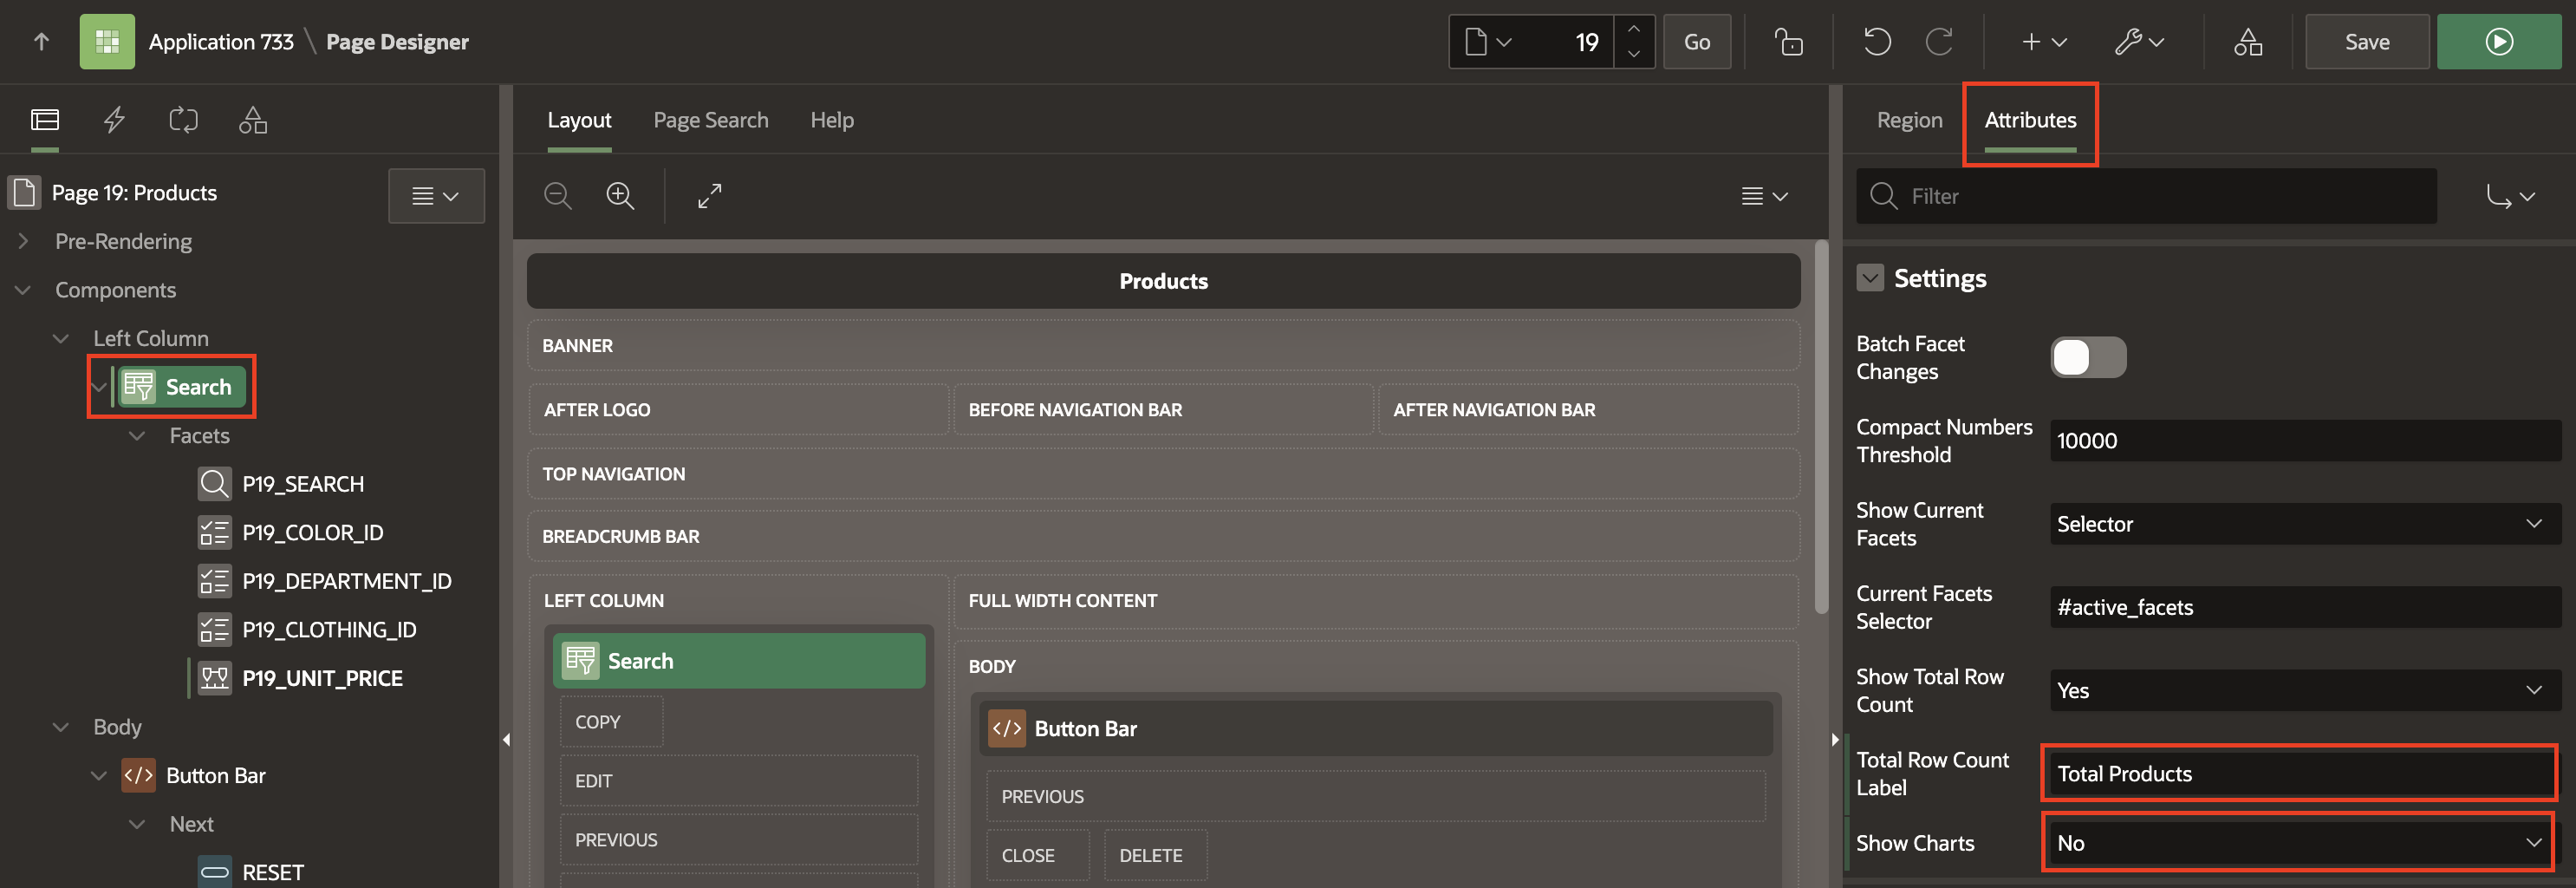 Application 733 \ Page Designer
19
Go
Save
Page 19: Products
Pre-Rendering
Components
Left Column
Search
Facets
P19_SEARCH
P19_COLOR_ID
P19_DEPARTMENT_ID
P19_CLOTHING_ID
P19_UNIT_PRICE
Body
</> Button Bar
Next
RESET
Layout Page Search Help
Products
BANNER
AFTER LOGO
BEFORE NAVIGATION BAR
AFTER NAVIGATION BAR
TOP NAVIGATION
BREADCRUMB BAR
LEFT COLUMN
Search
COPY
EDIT
PREVIOUS
FULL WIDTH CONTENT
BODY
</> Button Bar
PREVIOUS
CLOSE
DELETE
Region Attributes
Filter
Settings
Batch Facet
Changes
Compact Numbers
Threshold
10000
Show Current
Facets
Selector
Current Facets
Selector
#active_facets
Show Total Row
Count
Yes
Total Row Count
Label
Total Products
Show Charts
No